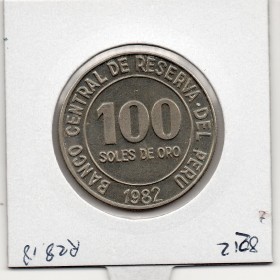 BANCO CENTRAL DE RESERVA · DEL PERU
100
SOLES DE ORO
1982